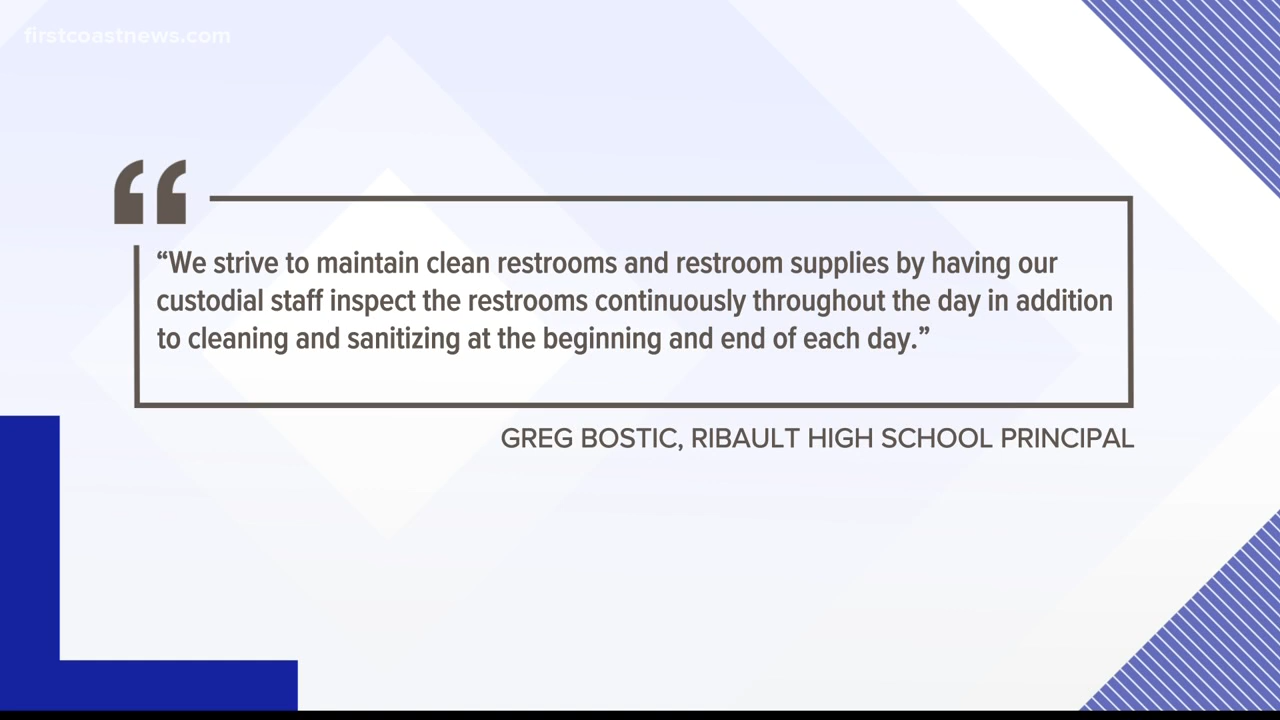 firstcoastnews.com
“We strive to maintain clean restrooms and restroom supplies by having our
custodial staff inspect the restrooms continuously throughout the day in addition
to cleaning and sanitizing at the beginning and end of each day.”
GREG BOSTIC, RIBAULT HIGH SCHOOL PRINCIPAL